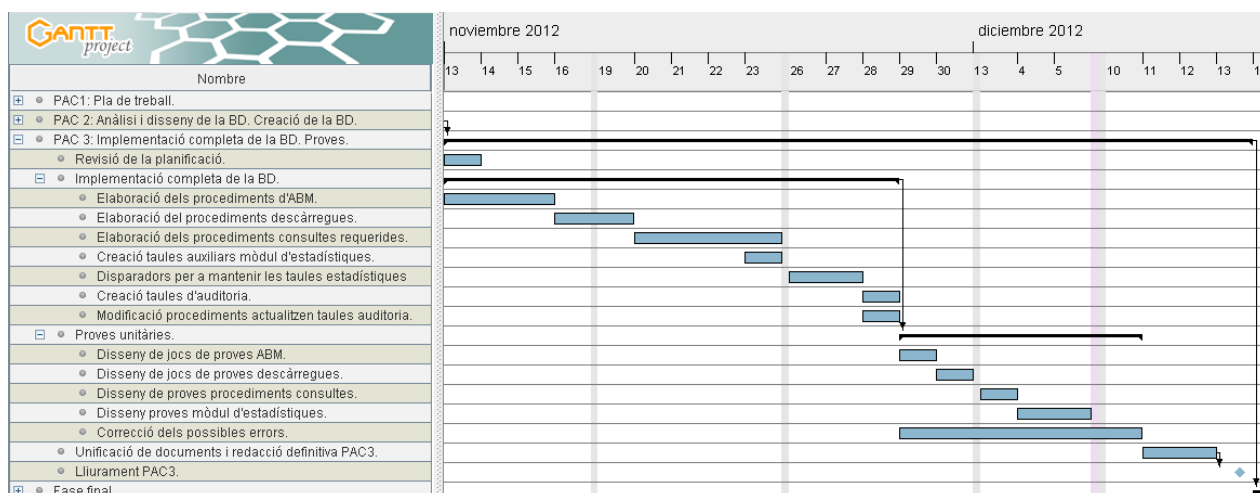 GANTT
project
noviembre 2012
diciembre 2012
Nombre
13 14 15 16 19 20 21 22 23 26 27 28 29 30 13 4 5 10 11 12 13 1
PAC1: Pla de treball.
PAC 2: Anàlisi i disseny de la BD. Creació de la BD.
PAC 3: Implementació completa de la BD. Proves.
Revisió de la planificació.
Implementació completa de la BD.
Elaboració dels procediments d'ABM.
Elaboració del procediments descàrregues.
Elaboració dels procediments consultes requerides.
Creació taules auxiliars mòdul d'estadístiques.
Disparadors per a mantenir les taules estadístiques
Creació taules d'auditoria.
Modificació procediments actualitzen taules auditoria.
Proves unitàries.
Disseny de jocs de proves ABM.
Disseny de jocs de proves descàrregues.
Disseny de proves procediments consultes.
Disseny proves mòdul d'estadístiques.
Correcció dels possibles errors.
Unificació de documents i redacció definitiva PAC3.
Lliurament PAC3.
Fase final